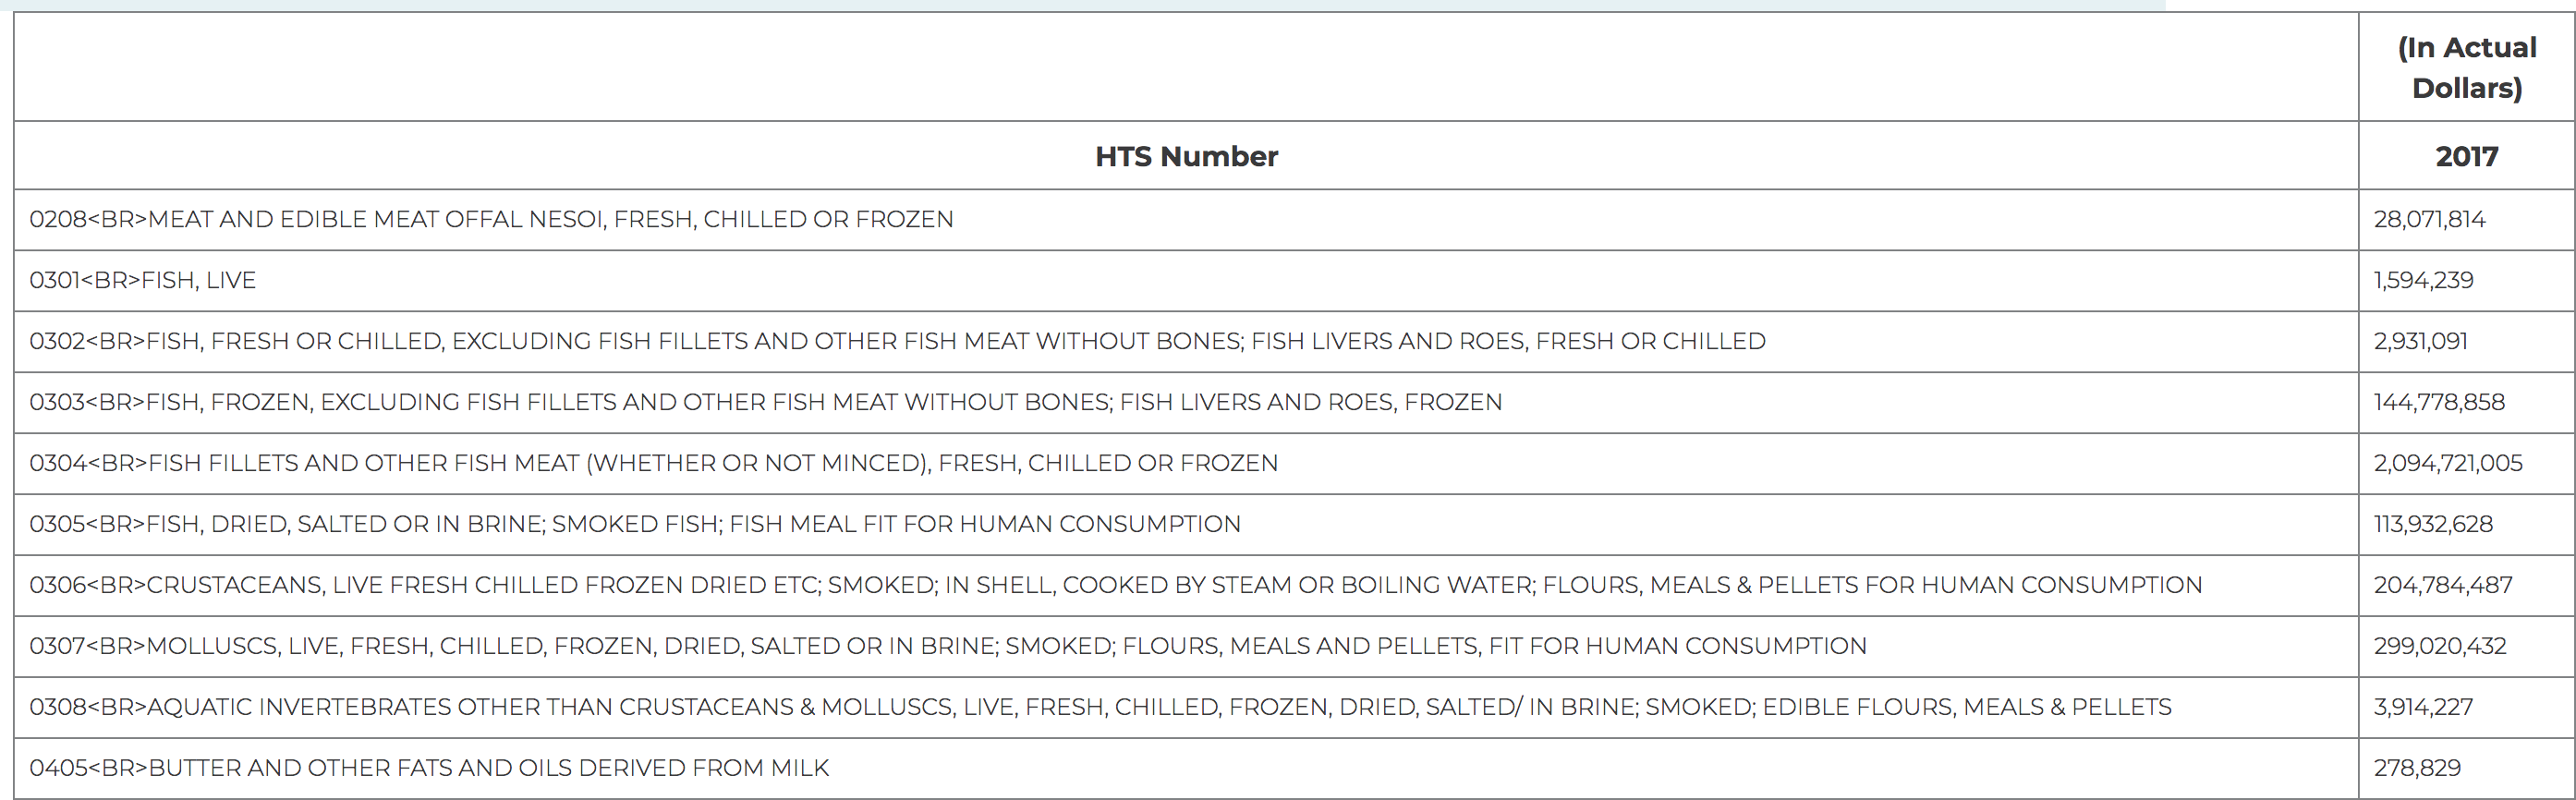 (In Actual
Dollars)
HTS Number 2017
0208<BR>MEAT AND EDIBLE MEAT OFFAL NESOI, FRESH, CHILLED OR FROZEN 28,071,814
0301<BR>FISH, LIVE 1,594,239
0302<BR>FISH, FRESH OR CHILLED, EXCLUDING FISH FILLETS AND OTHER FISH MEAT WITHOUT BONES; FISH LIVERS AND ROES, FRESH OR CHILLED 2,931,091
0303<BR>FISH, FROZEN, EXCLUDING FISH FILLETS AND OTHER FISH MEAT WITHOUT BONES; FISH LIVERS AND ROES, FROZEN 144,778,858
0304<BR>FISH FILLETS AND OTHER FISH MEAT (WHETHER OR NOT MINCED), FRESH, CHILLED OR FROZEN 2,094,721,005
0305<BR>FISH, DRIED, SALTED OR IN BRINE; SMOKED FISH; FISH MEAL FIT FOR HUMAN CONSUMPTION 113,932,628
0306<BR>CRUSTACEANS, LIVE FRESH CHILLED FROZEN DRIED ETC; SMOKED; IN SHELL, COOKED BY STEAM OR BOILING WATER; FLOURS, MEALS & PELLETS FOR HUMAN CONSUMPTION 204,784,487
0307<BR>MOLLUSCS, LIVE, FRESH, CHILLED, FROZEN, DRIED, SALTED OR IN BRINE; SMOKED; FLOURS, MEALS AND PELLETS, FIT FOR HUMAN CONSUMPTION 299,020,432
0308<BR>AQUATIC INVERTEBRATES OTHER THAN CRUSTACEANS & MOLLUSCS, LIVE, FRESH, CHILLED, FROZEN, DRIED, SALTED/ IN BRINE; SMOKED; EDIBLE FLOURS, MEALS & PELLETS 3,914,227
0405<BR>BUTTER AND OTHER FATS AND OILS DERIVED FROM MILK 278,829